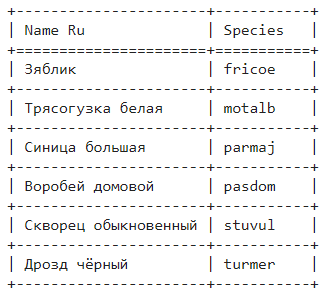 Name Ru Species
Зяблик fricoe
Трясогузка белая motalb
Синица большая parmaj
Воробей домовой pasdom
Скворец обыкновенный stuvul
Дрозд чёрный turmer